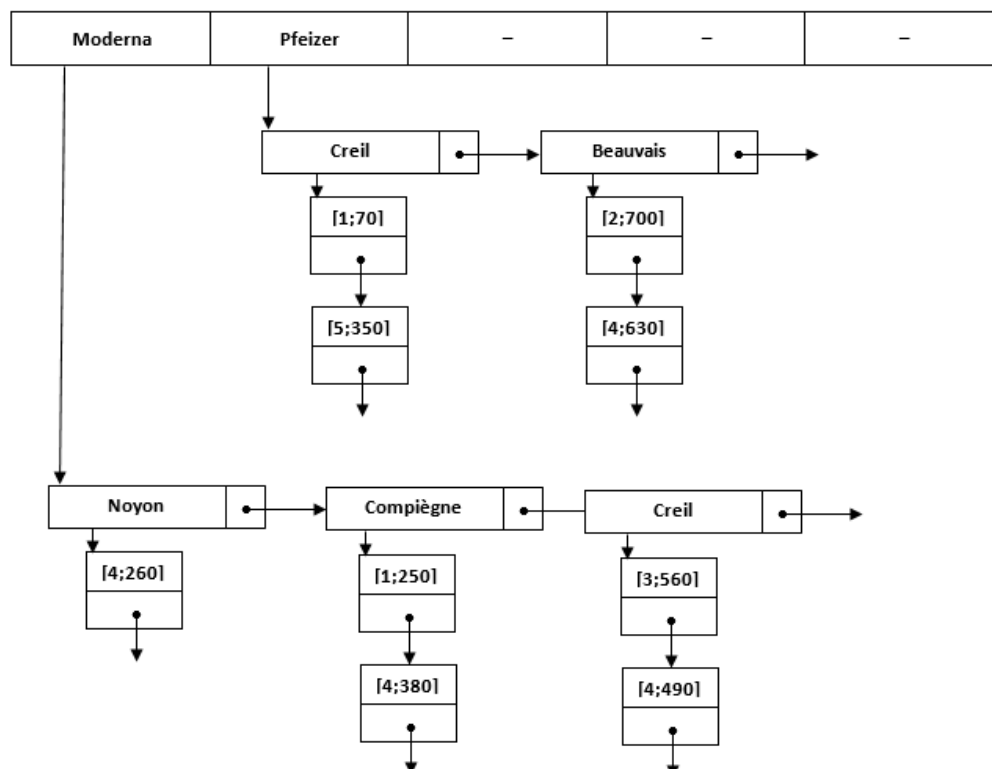 Moderna Pfeizer – – –
Creil Beauvais
[1;70] [2;700]
[5;350] [4;630]
Noyon Compiègne Creil
[4;260] [1;250] [3;560]
[4;380] [4;490]